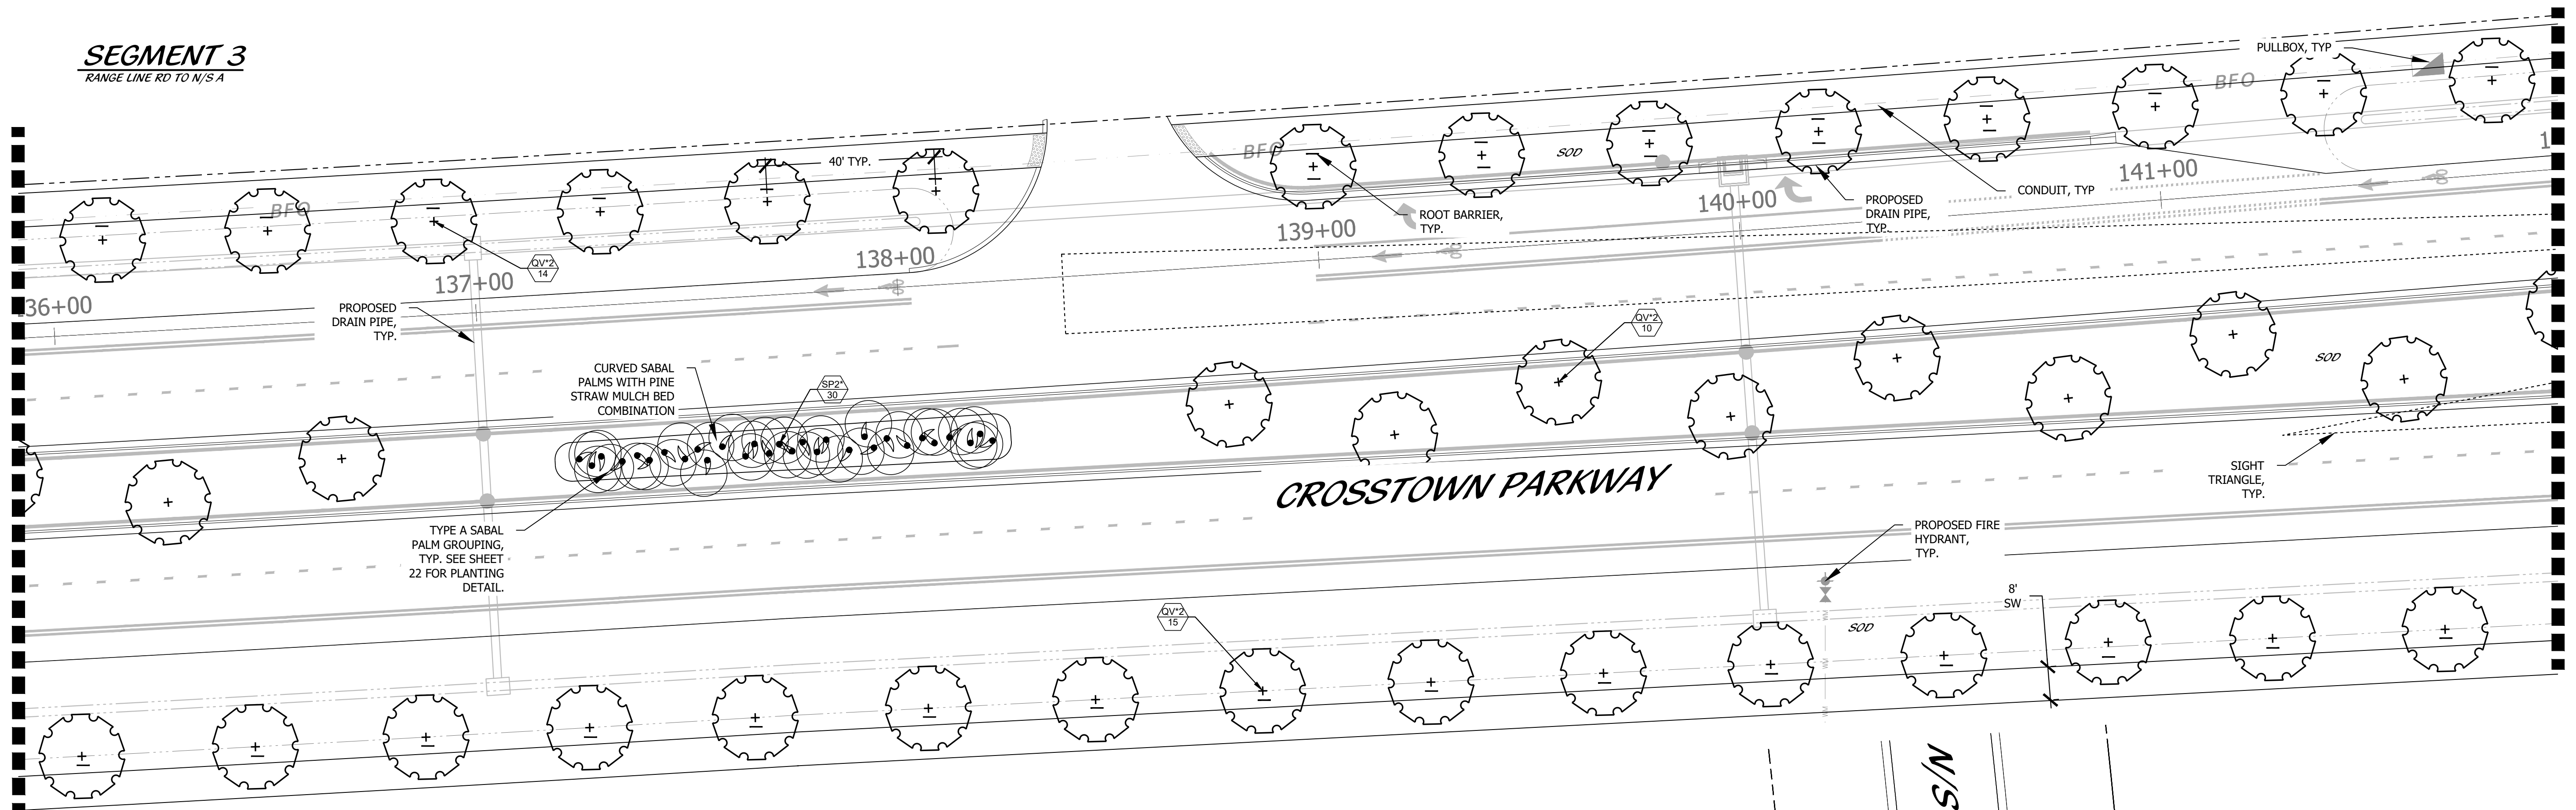 SEGMENT 3
RANGE LINE RD TO N/S A
PULLBOX, TYP
BFO
40' TYP.
BFO
SOD
CONDUIT, TYP
141+00
1
BFO
ROOT BARRIER,
TYP.
139+00
140+00
PROPOSED
DRAIN PIPE,
TYP.
QV*2
14
138+00
137+00
36+00
PROPOSED
DRAIN PIPE,
TYP.
QV*2
10
CURVED SABAL
PALMS WITH PINE
STRAW MULCH BED
COMBINATION
SP2*
30
SOD
CROSSTOWN PARKWAY
SIGHT
TRIANGLE,
TYP.
TYPE A SABAL
PALM GROUPING,
TYP. SEE SHEET
22 FOR PLANTING
DETAIL.
PROPOSED FIRE
HYDRANT,
TYP.
8'
SW
QV*2
15
SOD
N/S